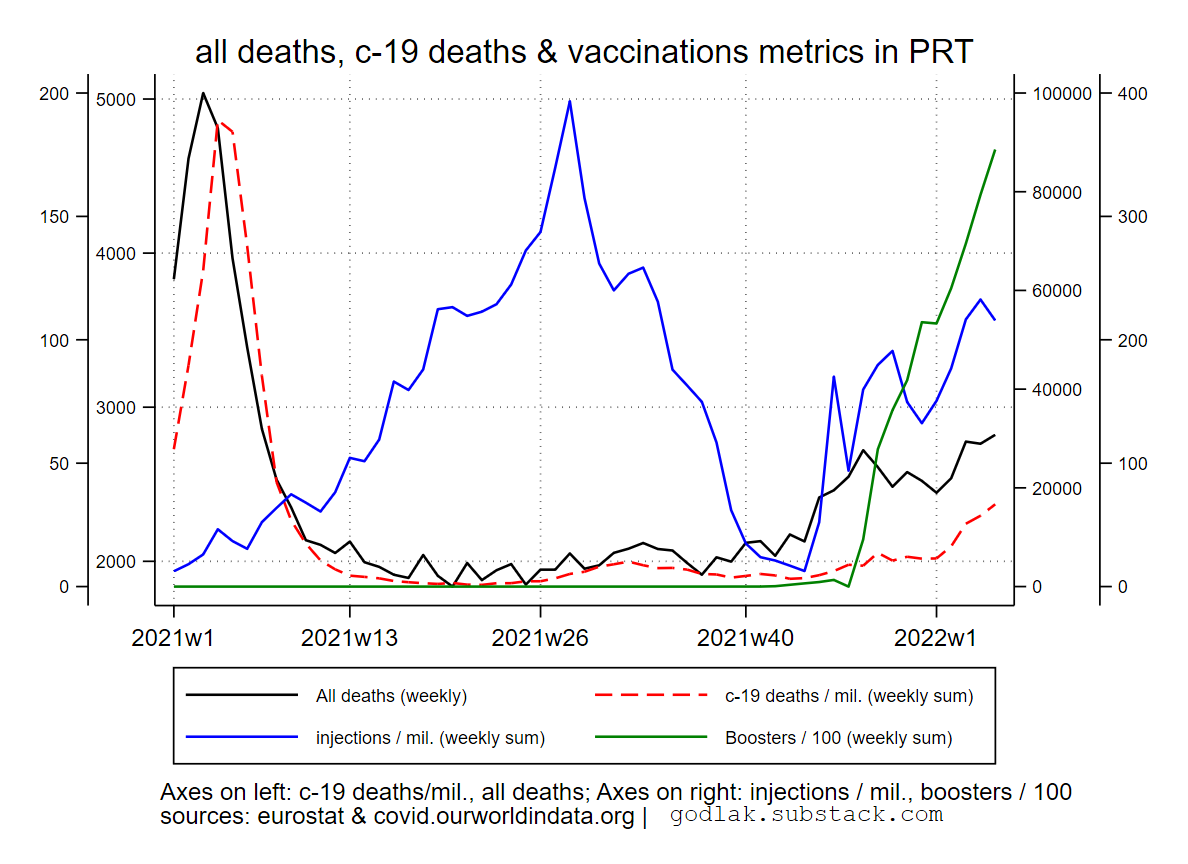 all deaths, c-19 deaths & vaccinations metrics in PRT
200 5000 100000 400
80000
150 300
4000
60000
100 200
3000 40000
50 100
20000
2000
0 0 0
2021w1 2021w13 2021w26 2021w40 2022w1
All deaths (weekly) c-19 deaths / mil. (weekly sum)
injections / mil. (weekly sum) Boosters / 100 (weekly sum)
Axes on left: c-19 deaths/mil., all deaths; Axes on right: injections / mil., boosters / 100
sources: eurostat & covid.ourworldindata.org | godlak.substack.com